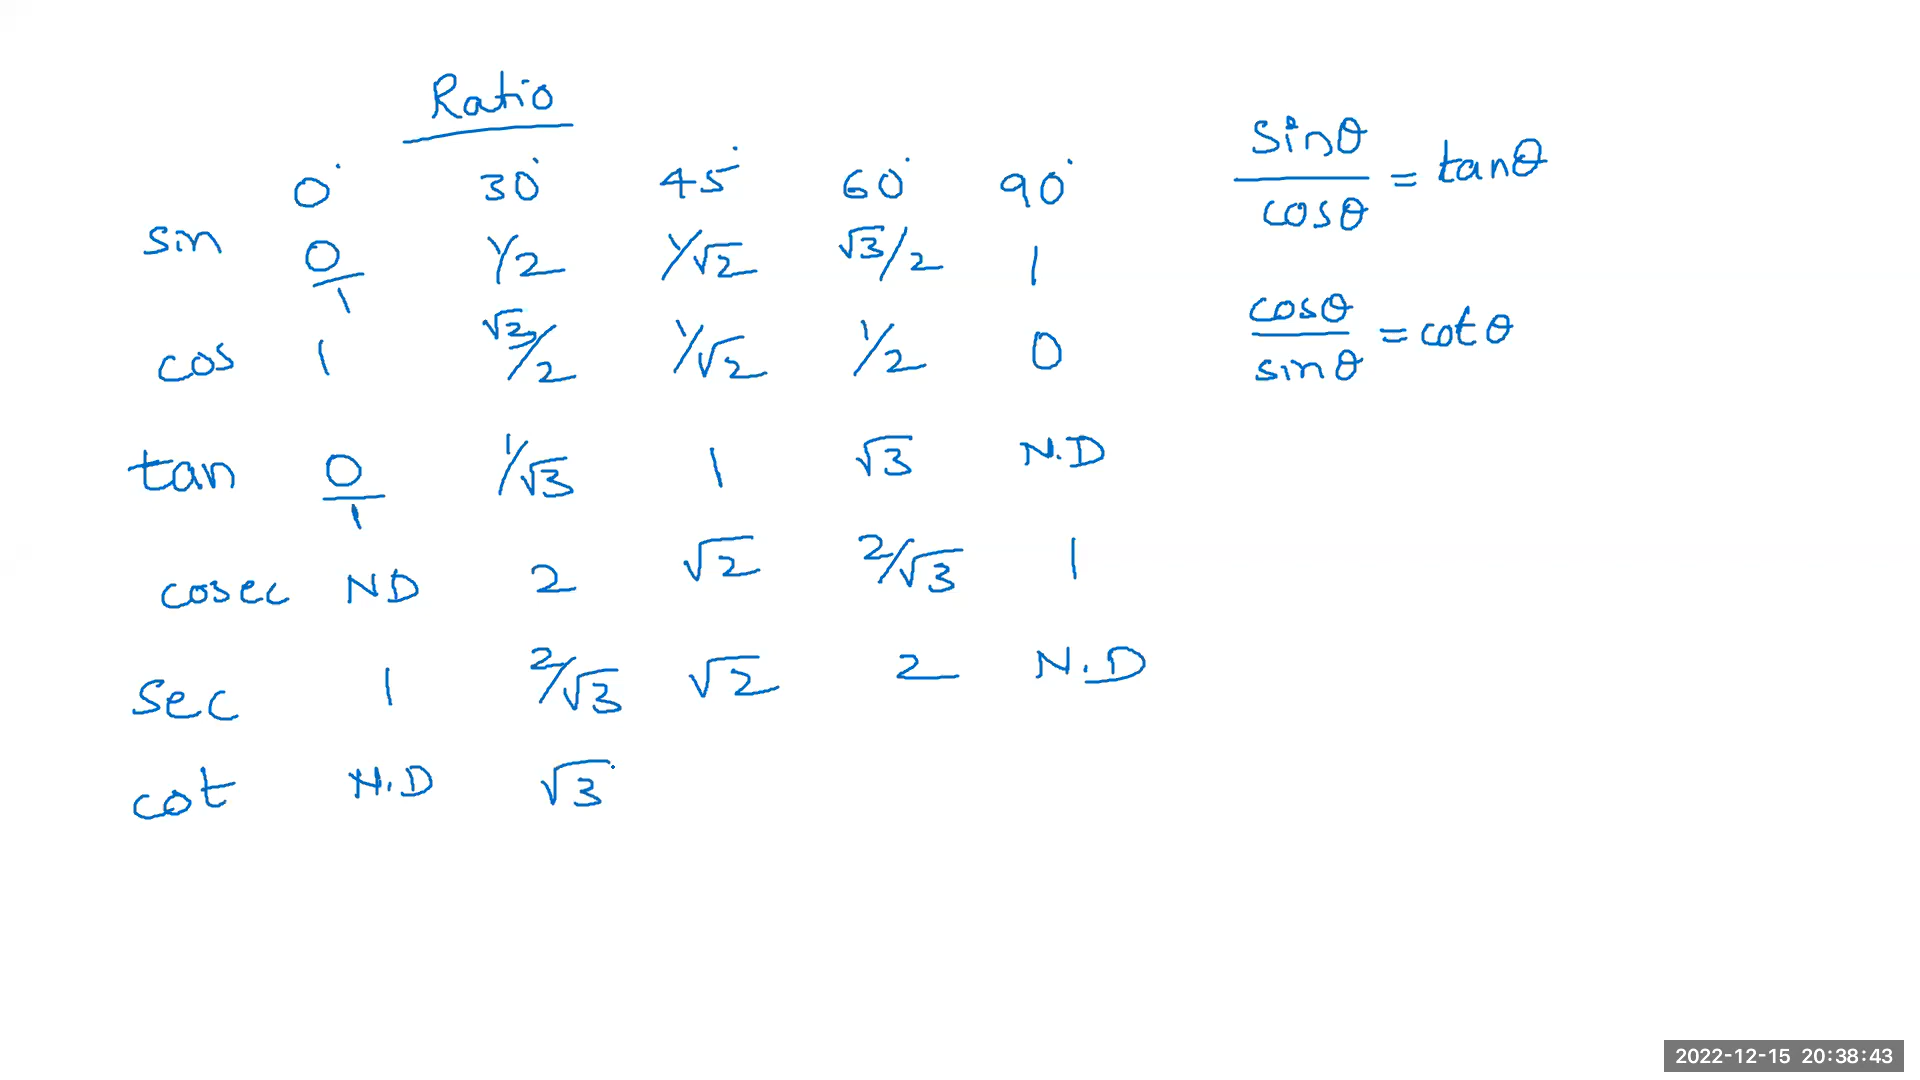 Ratio
0° 30° 45° 60° 90°
sin 0/1 1/2 1/√2 √3/2 1
cos 1 √3/2 1/√2 1/2 0
tan 0/1 1/√3 1 √3 N.D
cosec ND 2 √2 2/√3 1
sec 1 2/√3 √2 2 N.D
cot N.D √3
sinθ/cosθ = tanθ
cosθ/sinθ = cotθ
2022-12-15 20:38:43